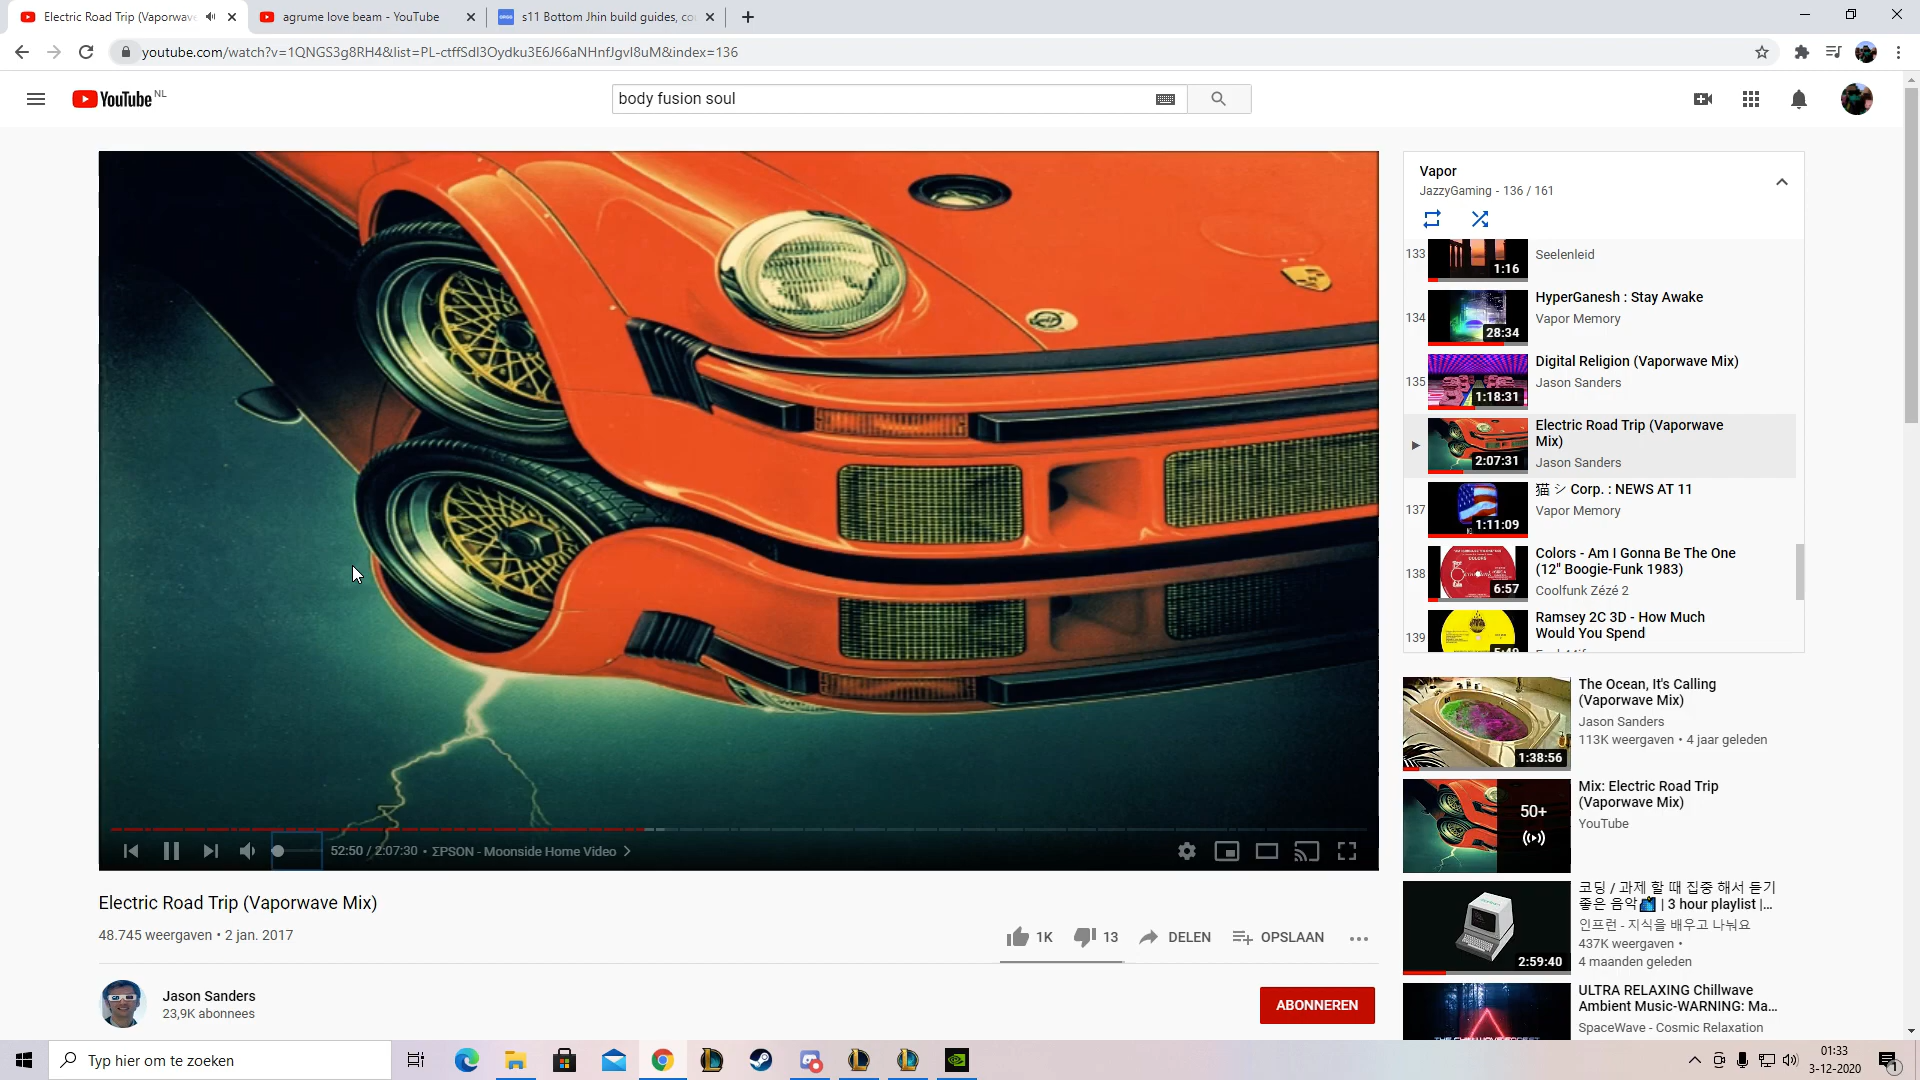 Electric Road Trip (Vaporwave
agrume love beam - YouTube
s11 Bottom Jhin build guides, cou
youtube.com/watch?v=1QNGS3g8RH4&list=PL-ctffSdI3Oydku3E6J66aNHnfJgvI8uM&index=136
YouTube NL
body fusion soul
Vapor
JazzyGaming - 136 / 161
133
1:16
Seelenleid
134
28:34
HyperGanesh : Stay Awake
Vapor Memory
135
1:18:31
Digital Religion (Vaporwave Mix)
Jason Sanders
2:07:31
Electric Road Trip (Vaporwave
Mix)
Jason Sanders
137
1:11:09
猫 シ Corp. : NEWS AT 11
Vapor Memory
138
COLORS
6:57
Colors - Am I Gonna Be The One
(12" Boogie-Funk 1983)
Coolfunk Zézé 2
139
5:49
Ramsey 2C 3D - How Much
Would You Spend
52:50 / 2:07:30 • ΣPSON - Moonside Home Video
Electric Road Trip (Vaporwave Mix)
48.745 weergaven • 2 jan. 2017
1K
13
DELEN
OPSLAAN
Jason Sanders
23,9K abonnees
ABONNEREN
1:38:56
The Ocean, It's Calling
(Vaporwave Mix)
Jason Sanders
113K weergaven • 4 jaar geleden
50+
Mix: Electric Road Trip
(Vaporwave Mix)
YouTube
2:59:40
코딩 / 과제 할 때 집중 해서 듣기
좋은 음악 | 3 hour playlist |...
인프런 - 지식을 배우고 나눠요
437K weergaven •
4 maanden geleden
ULTRA RELAXING Chillwave
Ambient Music-WARNING: Ma...
SpaceWave - Cosmic Relaxation
Typ hier om te zoeken
01:33
3-12-2020
1